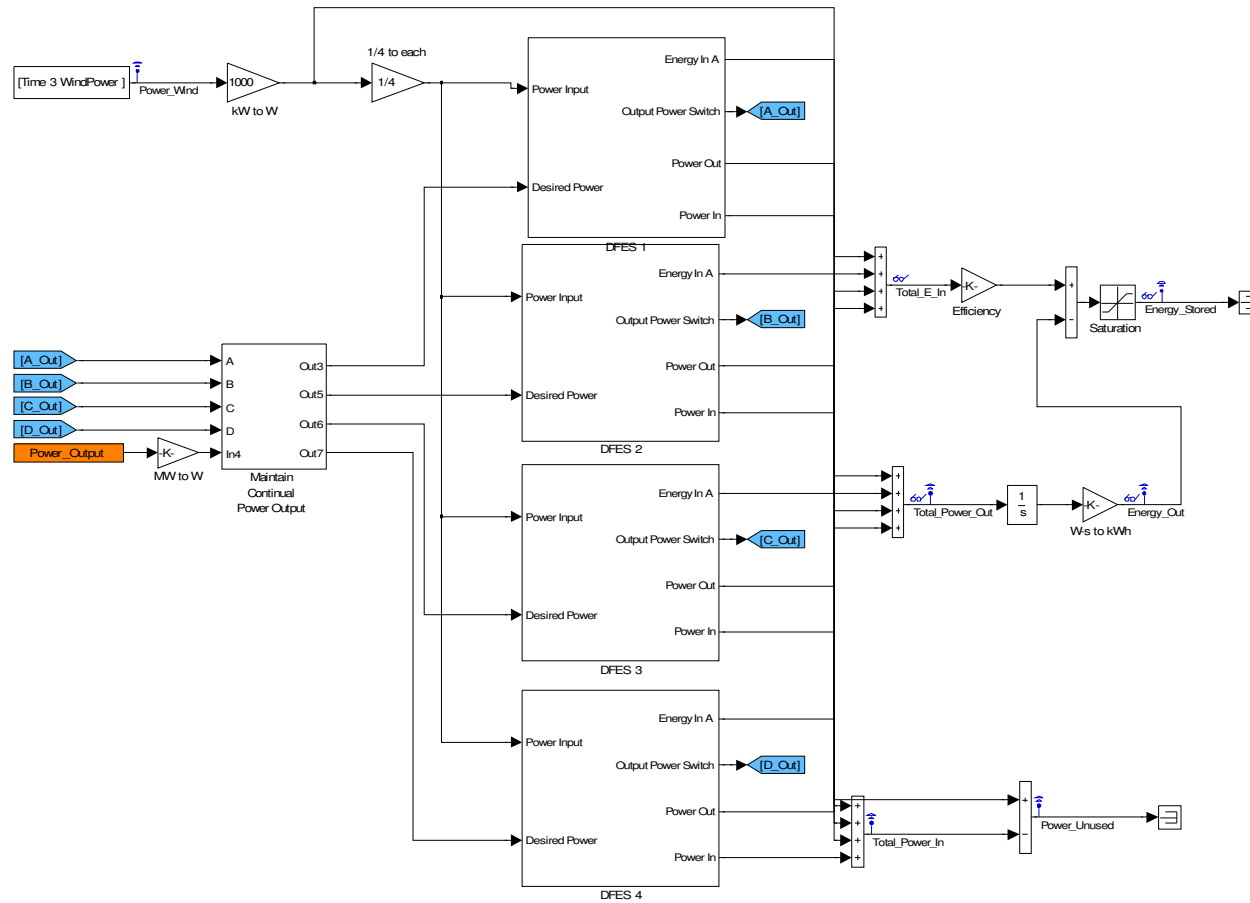 1/4 to each
[Time 3 WindPower ]
Power_Wind
1000
kW to W
1/4
Power Input
Desired Power
Energy In A
Output Power Switch
Power Out
Power In
[A_Out]
DFES 1
Power Input
Desired Power
Energy In A
Output Power Switch
Power Out
Power In
[B_Out]
DFES 2
+
+
+
+
Total_E_In
-K-
Efficiency
+
−
Saturation
Energy_Stored
[A_Out]
[B_Out]
[C_Out]
[D_Out]
Power_Output
-K-
MW to W
A
B
C
D
In4
Out3
Out5
Out6
Out7
Maintain
Continual
Power Output
Power Input
Desired Power
Energy In A
Output Power Switch
Power Out
Power In
[C_Out]
DFES 3
+
+
+
+
Total_Power_Out
1
s
-K-
W-s to kWh
Energy_Out
Power Input
Desired Power
Energy In A
Output Power Switch
Power Out
Power In
[D_Out]
DFES 4
+
+
+
+
Total_Power_In
+
−
Power_Unused